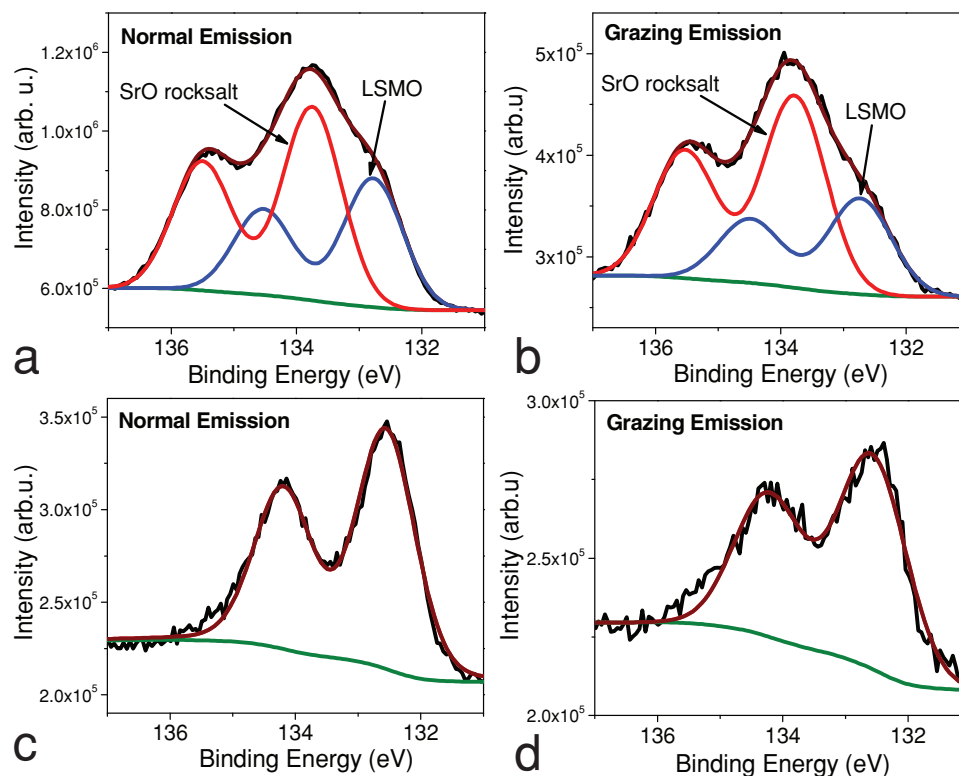 Normal Emission
SrO rocksalt
LSMO
1.2x10⁶
1.0x10⁶
8.0x10⁵
6.0x10⁵
Intensity (arb. u.)
136 134 132
Binding Energy (eV)
a
Grazing Emission
SrO rocksalt
LSMO
5x10⁵
4x10⁵
3x10⁵
Intensity (arb.u)
136 134 132
Binding Energy (eV)
b
Normal Emission
3.5x10⁵
3.0x10⁵
2.5x10⁵
2.0x10⁵
Intensity (arb.u.)
136 134 132
Binding Energy (eV)
c
Grazing Emission
3.0x10⁵
2.5x10⁵
2.0x10⁵
Intensity (arb.u)
136 134 132
Binding Energy (eV)
d